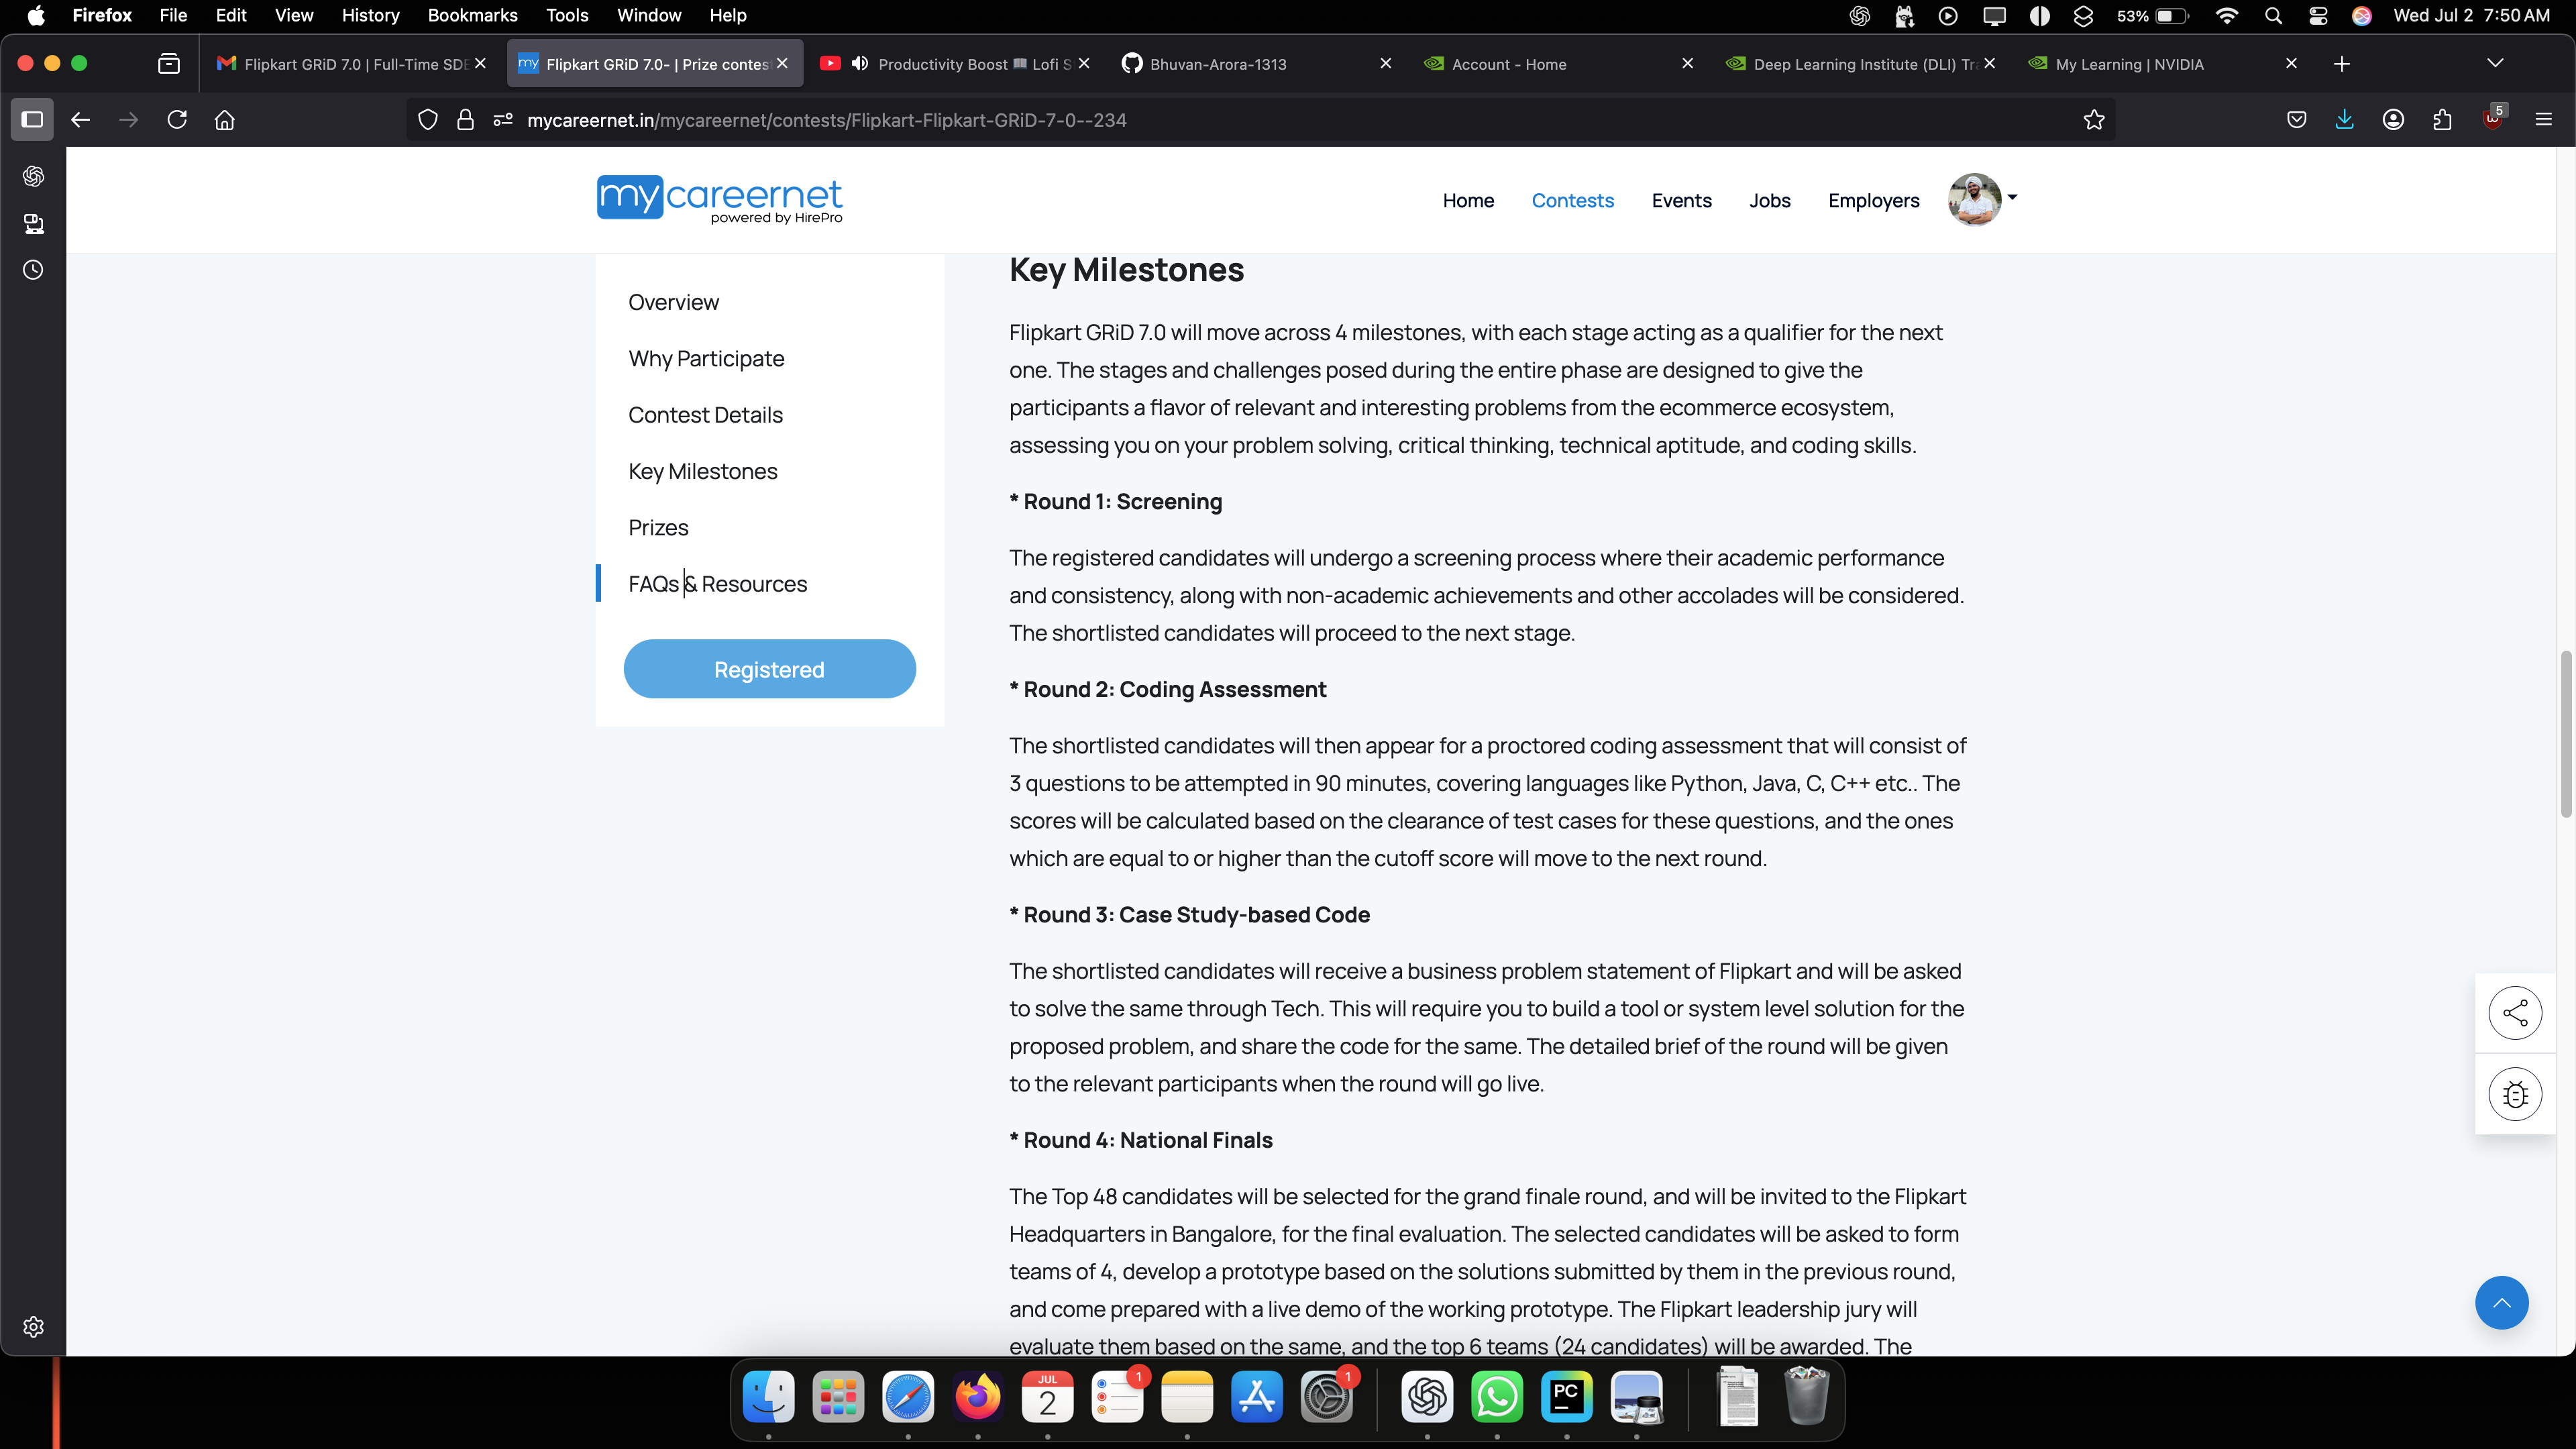 Firefox File Edit View History Bookmarks Tools Window Help 53% Wed Jul 2 7:50 AM
Flipkart GRiD 7.0 | Full-Time SDE Flipkart GRiD 7.0- | Prize contes Productivity Boost Lofi S Bhuvan-Arora-1313 Account - Home Deep Learning Institute (DLI) Tr My Learning | NVIDIA
mycareernet.in/mycareernet/contests/Flipkart-Flipkart-GRiD-7-0--234 5
my careernet
powered by HirePro
Home Contests Events Jobs Employers
Overview
Why Participate
Contest Details
Key Milestones
Prizes
FAQs & Resources
Registered
Key Milestones
Flipkart GRiD 7.0 will move across 4 milestones, with each stage acting as a qualifier for the next
one. The stages and challenges posed during the entire phase are designed to give the
participants a flavor of relevant and interesting problems from the ecommerce ecosystem,
assessing you on your problem solving, critical thinking, technical aptitude, and coding skills.
* Round 1: Screening
The registered candidates will undergo a screening process where their academic performance
and consistency, along with non-academic achievements and other accolades will be considered.
The shortlisted candidates will proceed to the next stage.
* Round 2: Coding Assessment
The shortlisted candidates will then appear for a proctored coding assessment that will consist of
3 questions to be attempted in 90 minutes, covering languages like Python, Java, C, C++ etc.. The
scores will be calculated based on the clearance of test cases for these questions, and the ones
which are equal to or higher than the cutoff score will move to the next round.
* Round 3: Case Study-based Code
The shortlisted candidates will receive a business problem statement of Flipkart and will be asked
to solve the same through Tech. This will require you to build a tool or system level solution for the
proposed problem, and share the code for the same. The detailed brief of the round will be given
to the relevant participants when the round will go live.
* Round 4: National Finals
The Top 48 candidates will be selected for the grand finale round, and will be invited to the Flipkart
Headquarters in Bangalore, for the final evaluation. The selected candidates will be asked to form
teams of 4, develop a prototype based on the solutions submitted by them in the previous round,
and come prepared with a live demo of the working prototype. The Flipkart leadership jury will
evaluate them based on the same, and the top 6 teams (24 candidates) will be awarded. The
JUL
2
1
1
PC